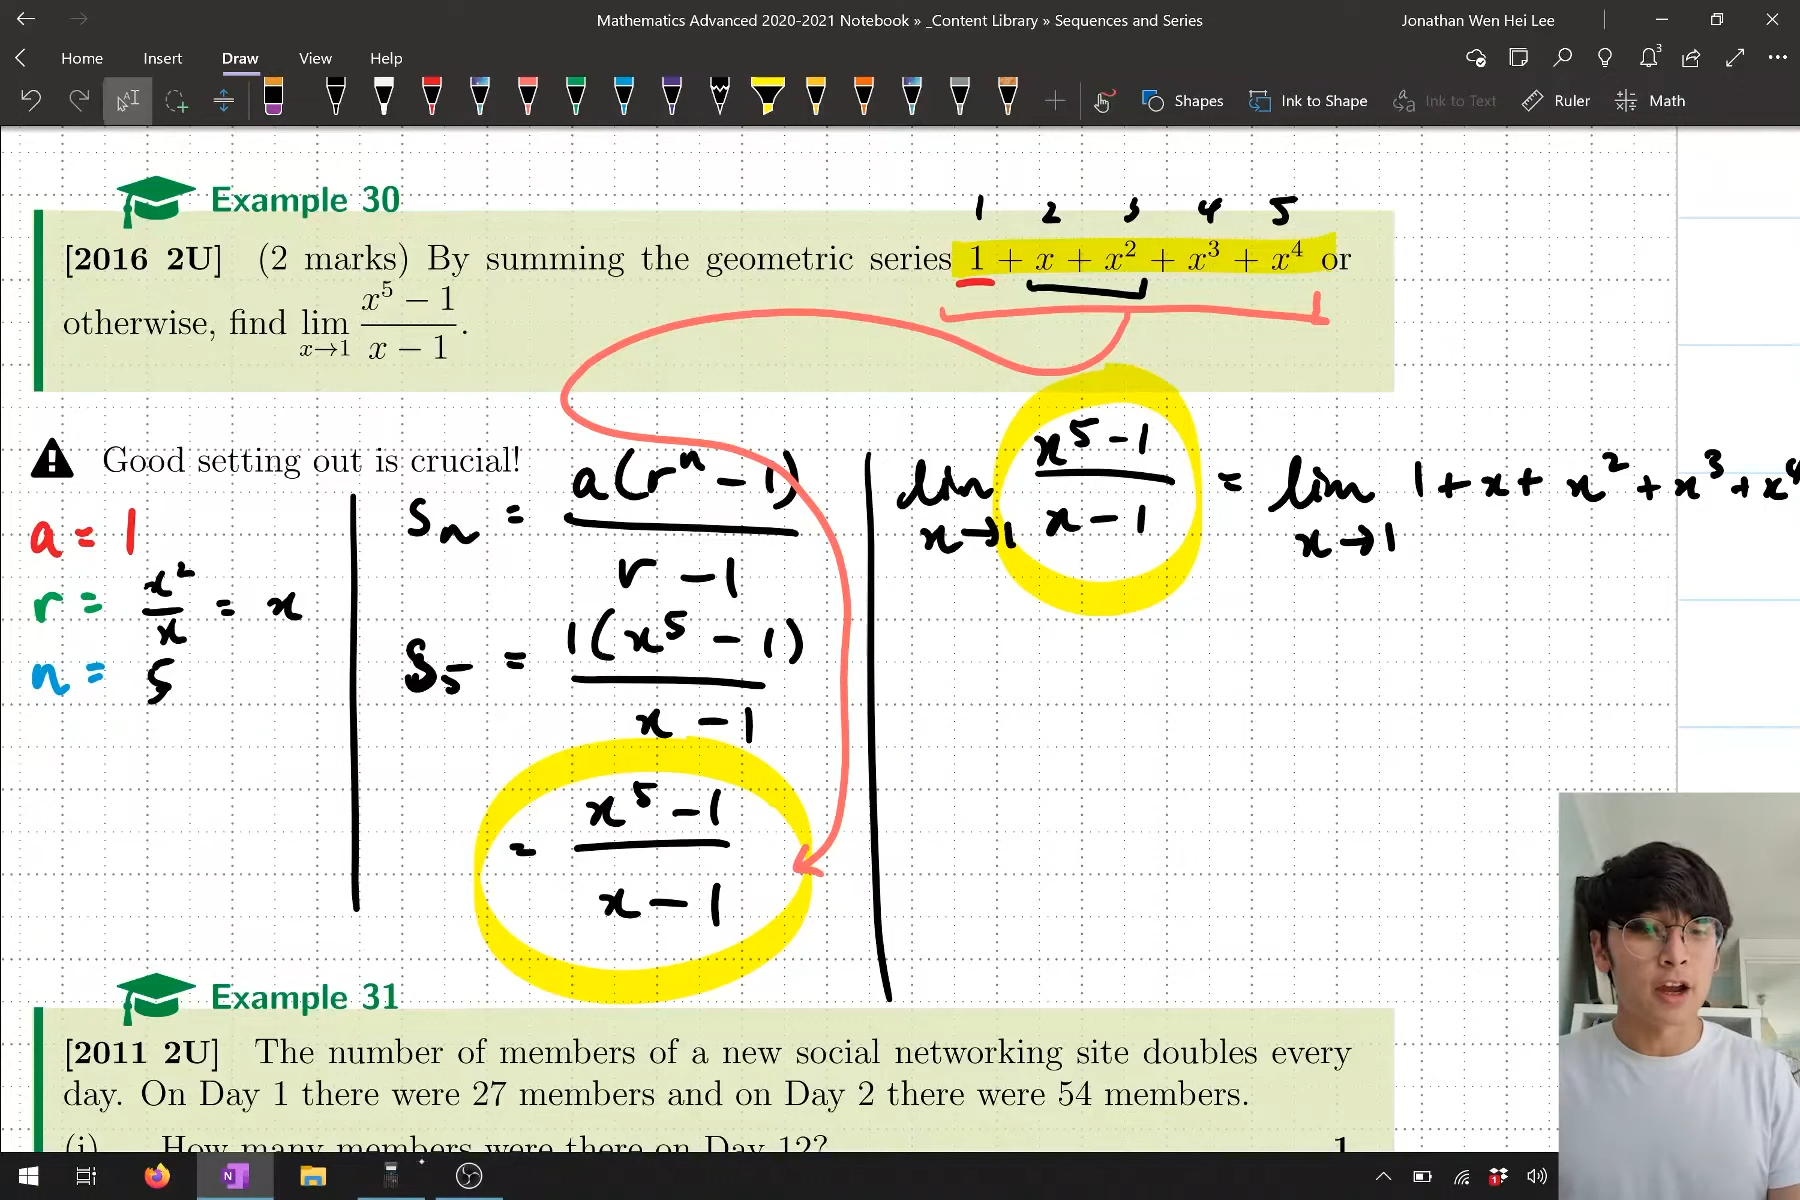 Mathematics Advanced 2020-2021 Notebook » _Content Library » Sequences and Series
Jonathan Wen Hei Lee
Home Insert Draw View Help
3
Shapes Ink to Shape Ink to Text Ruler Math
Example 30
1 2 3 4 5
[2016 2U] (2 marks) By summing the geometric series 1 + x + x² + x³ + x⁴ or
otherwise, find lim x→1 (x⁵ − 1)/(x − 1).
Good setting out is crucial!
a = 1
r = x²/x = x
n = 5
Sₙ = a(rⁿ − 1)/(r − 1)
S₅ = 1(x⁵ − 1)/(x − 1)
= (x⁵ − 1)/(x − 1)
lim x→1 (x⁵ − 1)/(x − 1) = lim x→1 1 + x + x² + x³ + x⁴
Example 31
[2011 2U] The number of members of a new social networking site doubles every
day. On Day 1 there were 27 members and on Day 2 there were 54 members.
(i) How many members were there on Day 12? 1
N
1